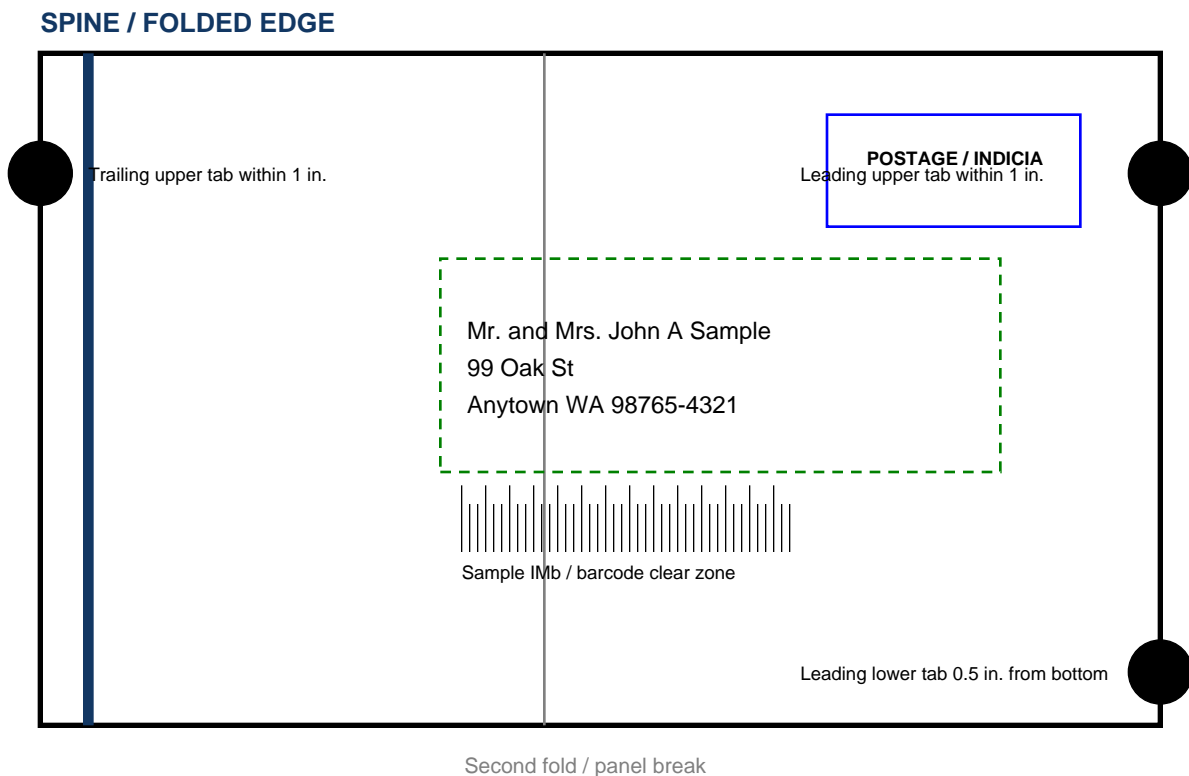 SPINE / FOLDED EDGE
POSTAGE / INDICIA
Trailing upper tab within 1 in.
Leading upper tab within 1 in.
Mr. and Mrs. John A Sample
99 Oak St
Anytown WA 98765-4321
Sample IMb / barcode clear zone
Leading lower tab 0.5 in. from bottom
Second fold / panel break